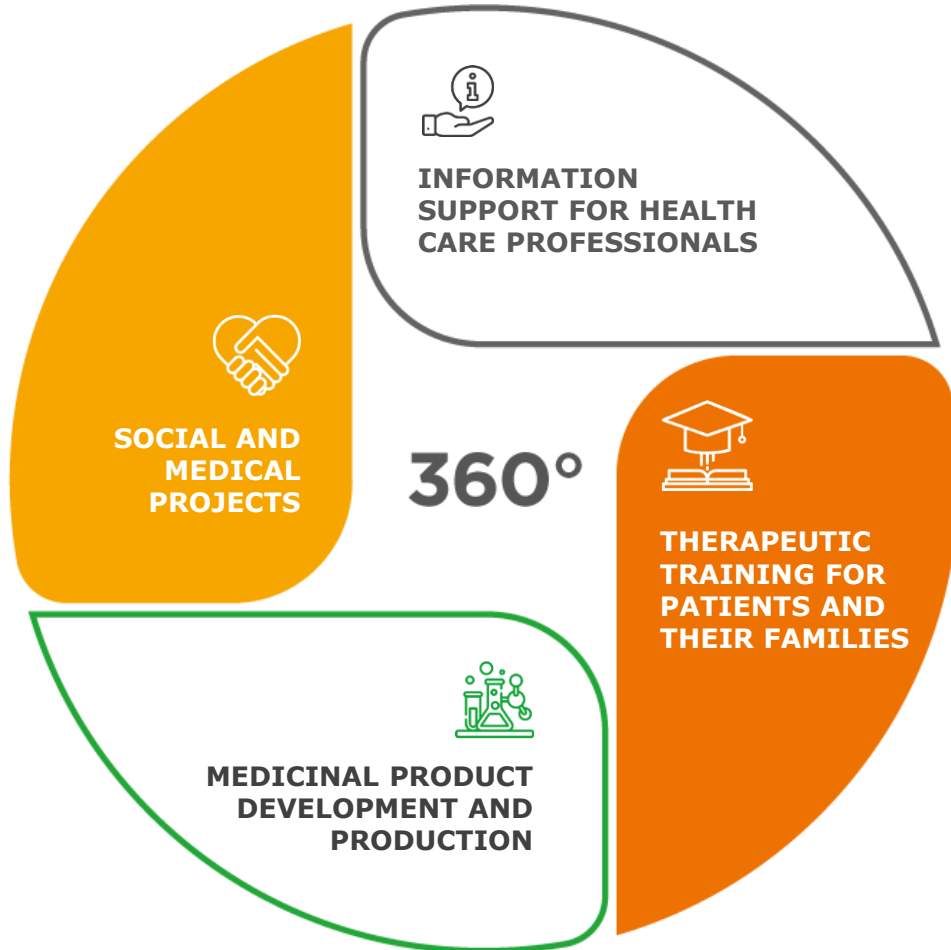 INFORMATION
SUPPORT FOR HEALTH
CARE PROFESSIONALS
SOCIAL AND
MEDICAL
PROJECTS
360°
THERAPEUTIC
TRAINING FOR
PATIENTS AND
THEIR FAMILIES
MEDICINAL PRODUCT
DEVELOPMENT AND
PRODUCTION